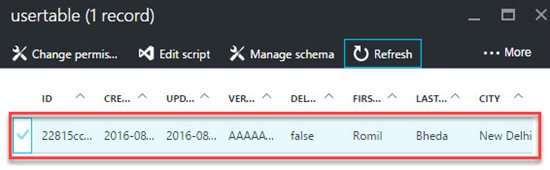 usertable (1 record)
Change permis... Edit script Manage schema Refresh ... More
ID CRE... UPD... VER... DEL... FIRS... LAST... CITY
22815cc... 2016-08... 2016-08... AAAAA... false Romil Bheda New Delhi